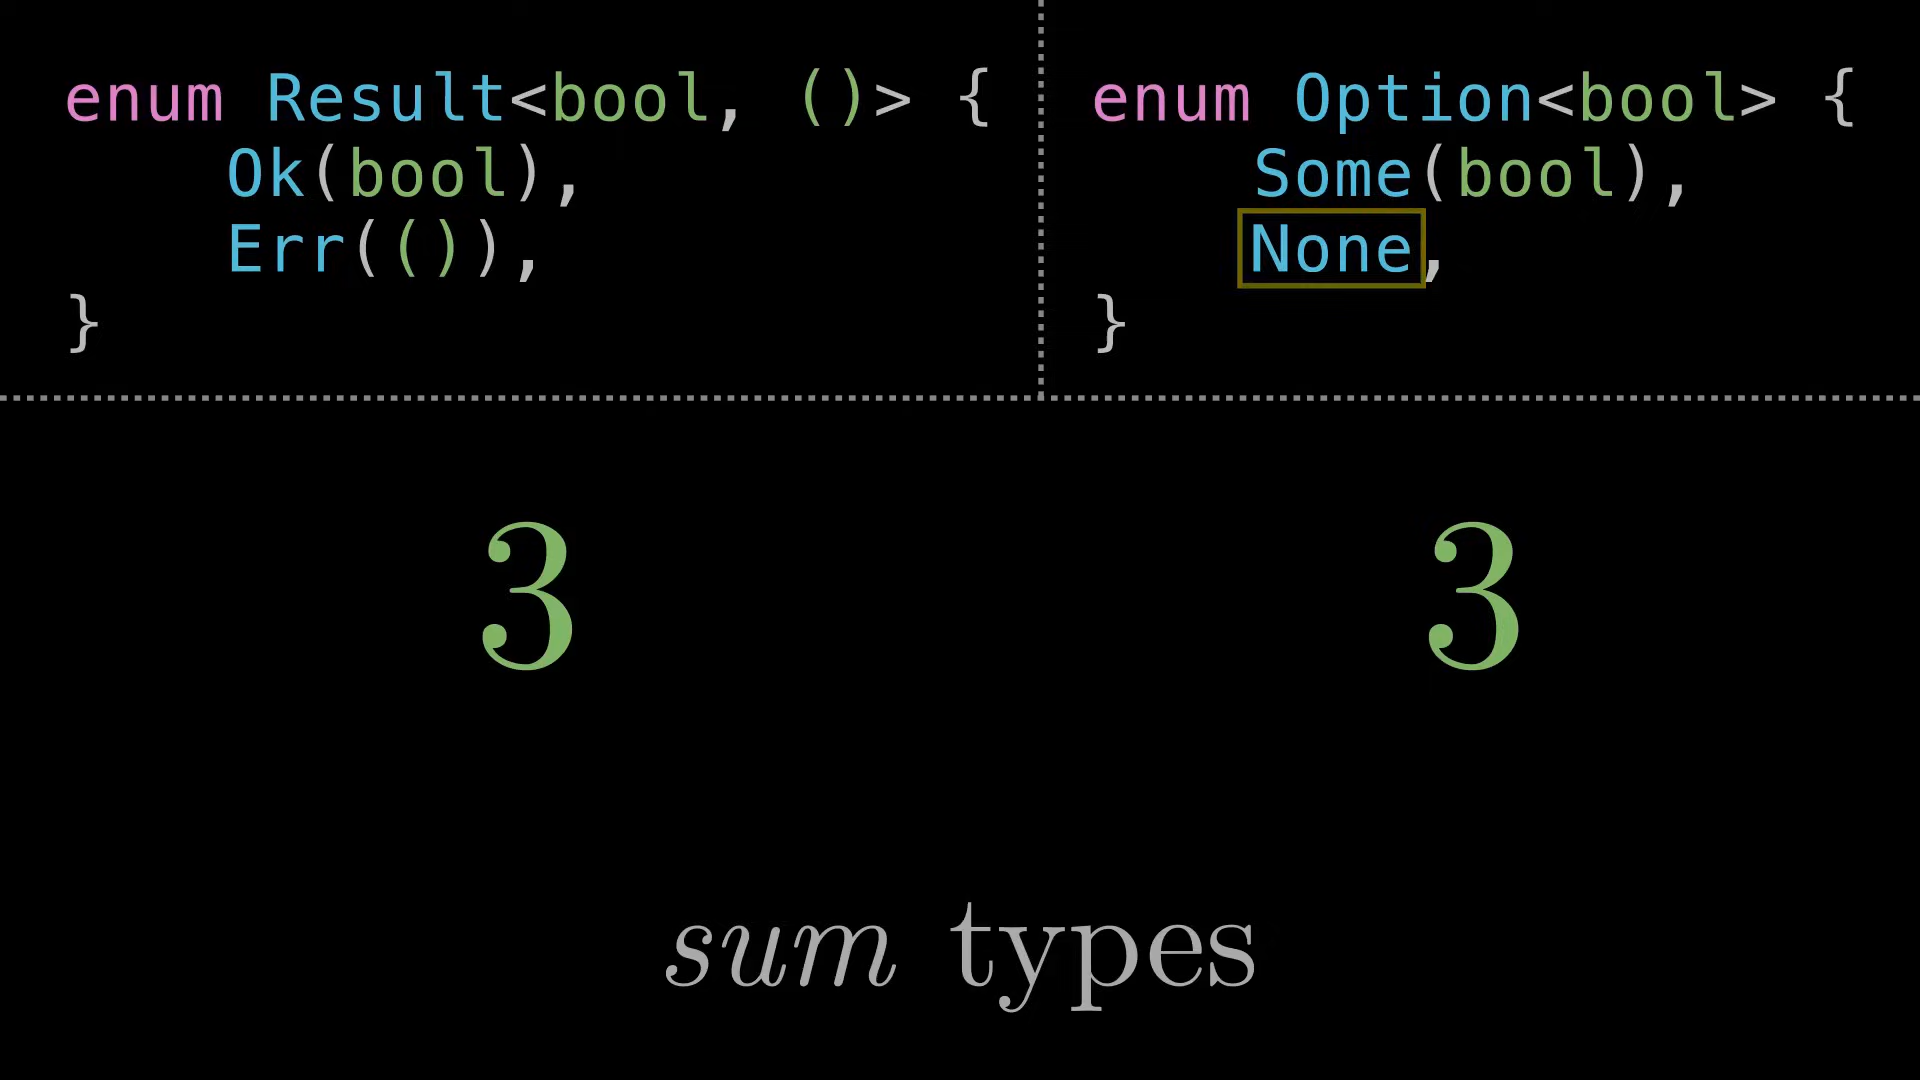 enum Result<bool, ()> {
    Ok(bool),
    Err(()),
}
enum Option<bool> {
    Some(bool),
    None,
}
3
3
sum types